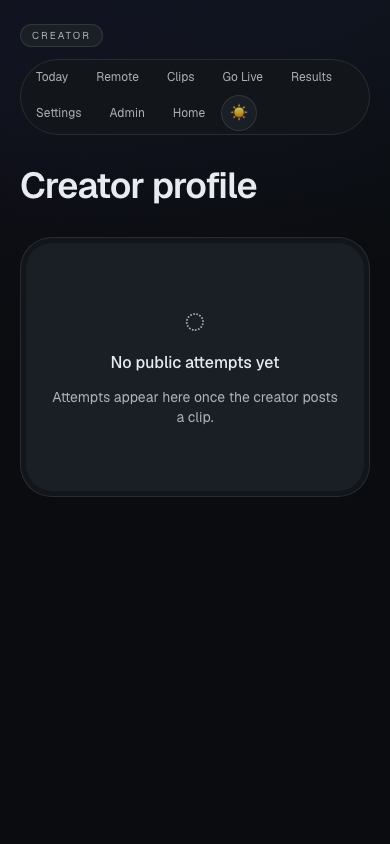 CREATOR
Today Remote Clips Go Live Results
Settings Admin Home
Creator profile
No public attempts yet
Attempts appear here once the creator posts
a clip.